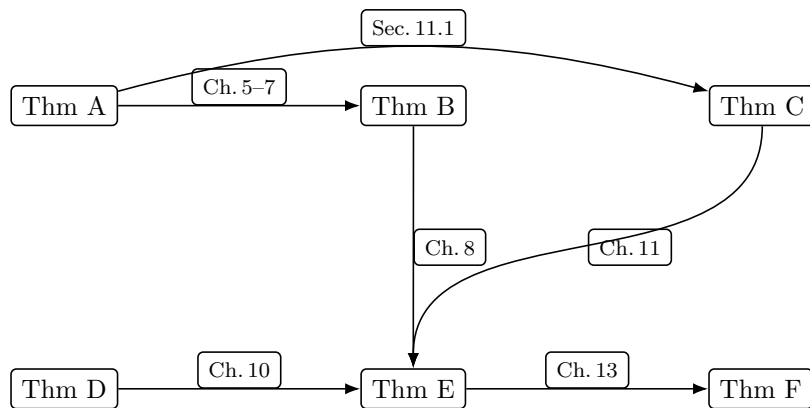 Sec. 11.1
Ch. 5–7
Thm A
Thm B
Thm C
Ch. 8
Ch. 11
Ch. 10
Ch. 13
Thm D
Thm E
Thm F